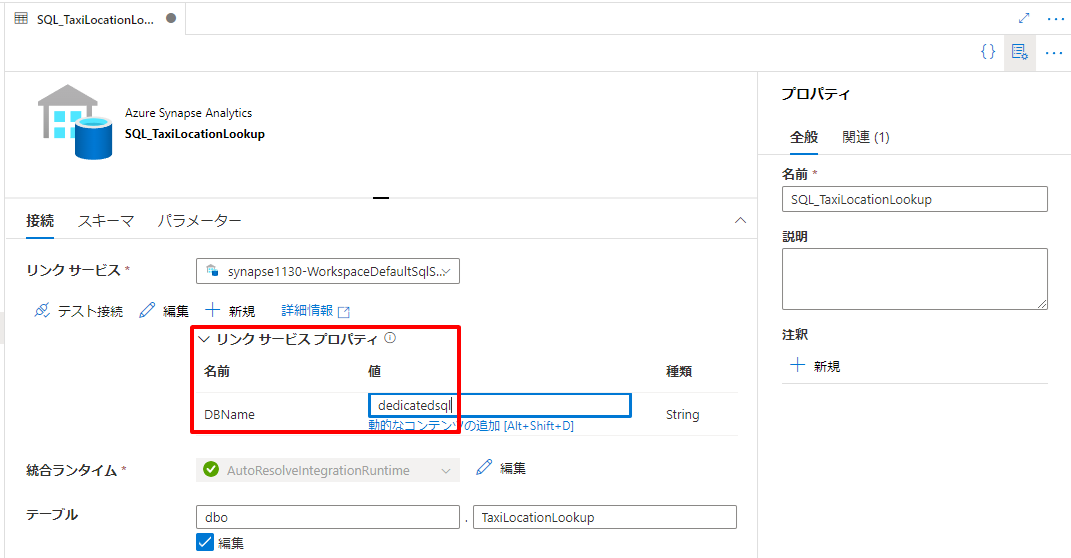 SQL_TaxiLocationLo...
{}
Azure Synapse Analytics
SQL_TaxiLocationLookup
接続 スキーマ パラメーター
リンク サービス * synapse1130-WorkspaceDefaultSqlS...
テスト接続 編集 新規 詳細情報
リンク サービス プロパティ
名前 値 種類
DBName dedicatedsql String
動的なコンテンツの追加 [Alt+Shift+D]
統合ランタイム * AutoResolveIntegrationRuntime 編集
テーブル dbo . TaxiLocationLookup
編集
プロパティ
全般 関連 (1)
名前 *
SQL_TaxiLocationLookup
説明
注釈
新規